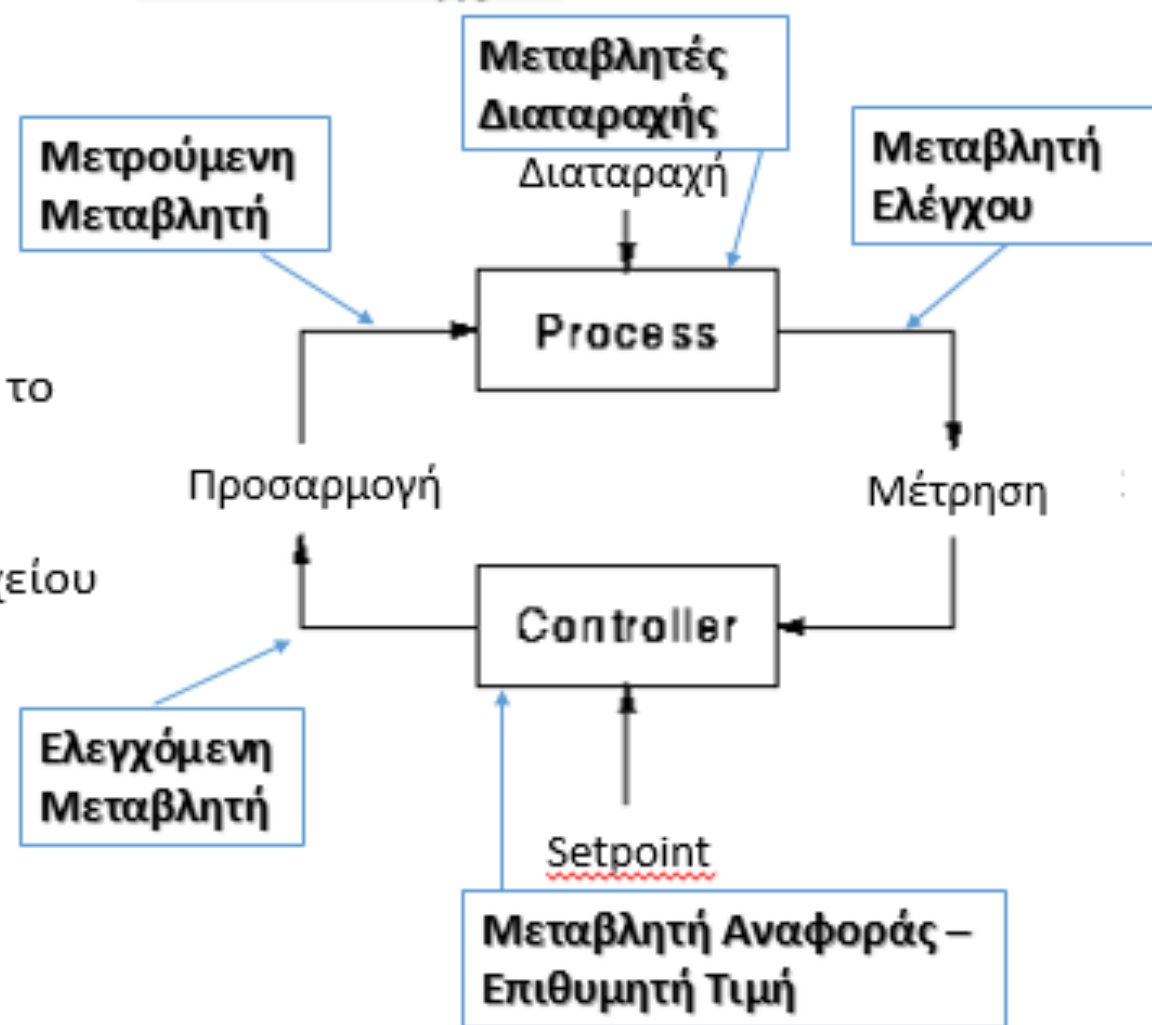 Μεταβλητές
Διαταραχής
Διαταραχή
Μετρούμενη
Μεταβλητή
Μεταβλητή
Ελέγχου
Process
το
Προσαρμογή
Μέτρηση
χείου
Controller
Ελεγχόμενη
Μεταβλητή
Setpoint
Μεταβλητή Αναφοράς –
Επιθυμητή Τιμή